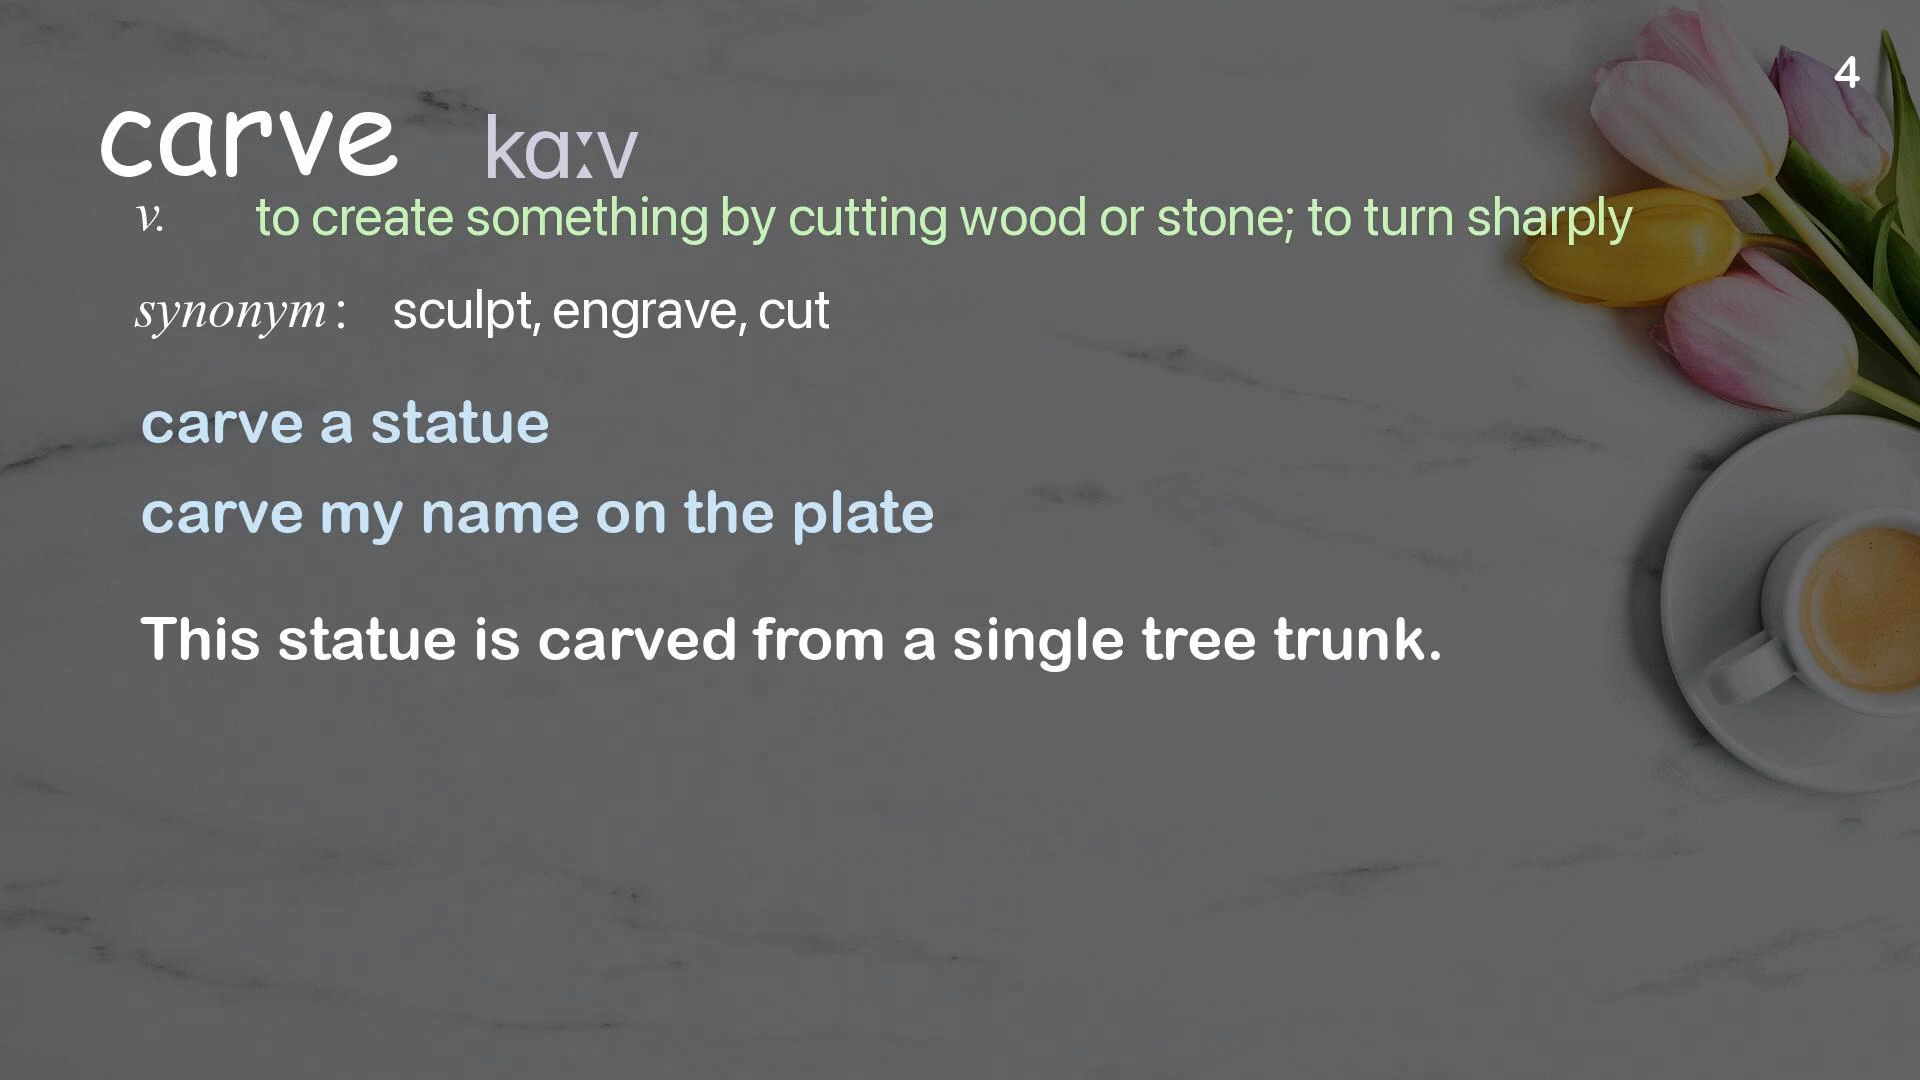 4
carve kɑːv
v. to create something by cutting wood or stone; to turn sharply
synonym: sculpt, engrave, cut
carve a statue
carve my name on the plate
This statue is carved from a single tree trunk.